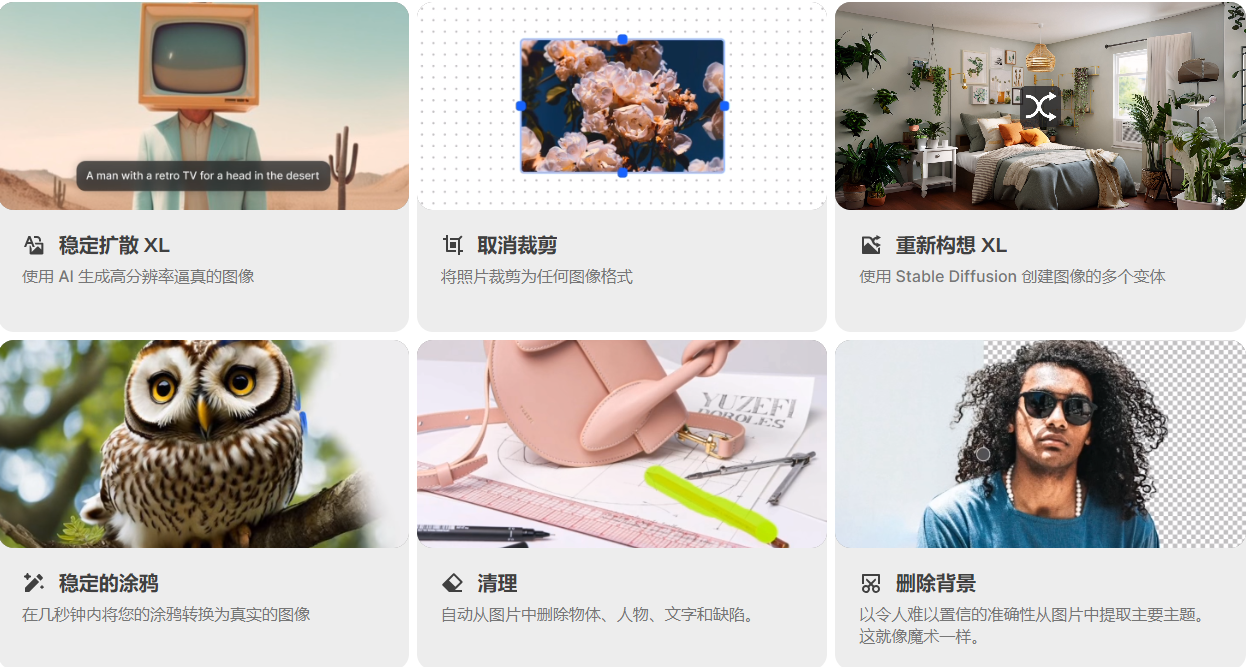 A man with a retro TV for a head in the desert
稳定扩散 XL
使用 AI 生成高分辨率逼真的图像
取消裁剪
将照片裁剪为任何图像格式
重新构想 XL
使用 Stable Diffusion 创建图像的多个变体
YUZEFI
DOROLES
稳定的涂鸦
在几秒钟内将您的涂鸦转换为真实的图像
清理
自动从图片中删除物体、人物、文字和缺陷。
删除背景
以令人难以置信的准确性从图片中提取主要主题。
这就像魔术一样。